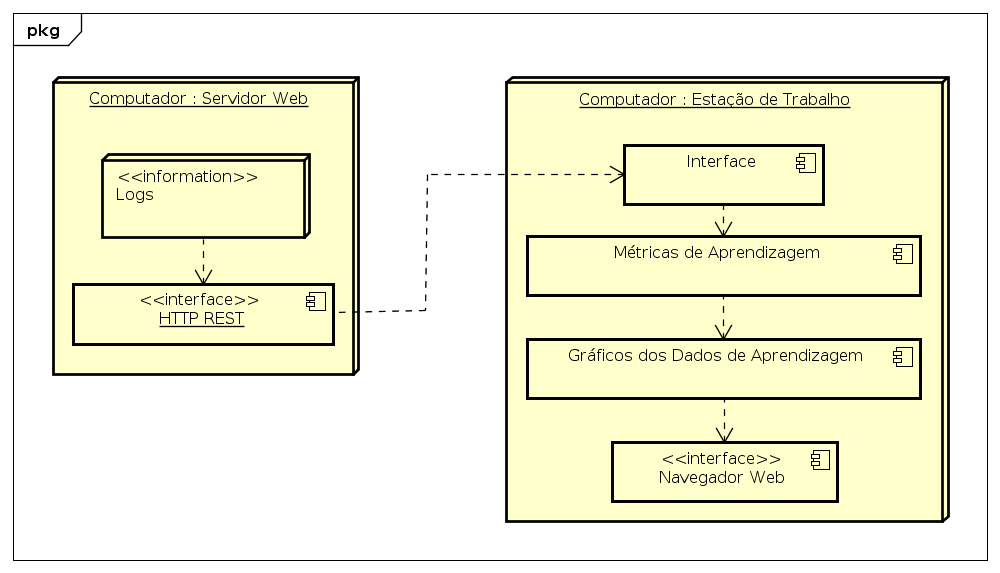 pkg
Computador : Servidor Web
<<information>>
Logs
<<interface>>
HTTP REST
Computador : Estação de Trabalho
Interface
Métricas de Aprendizagem
Gráficos dos Dados de Aprendizagem
<<interface>>
Navegador Web